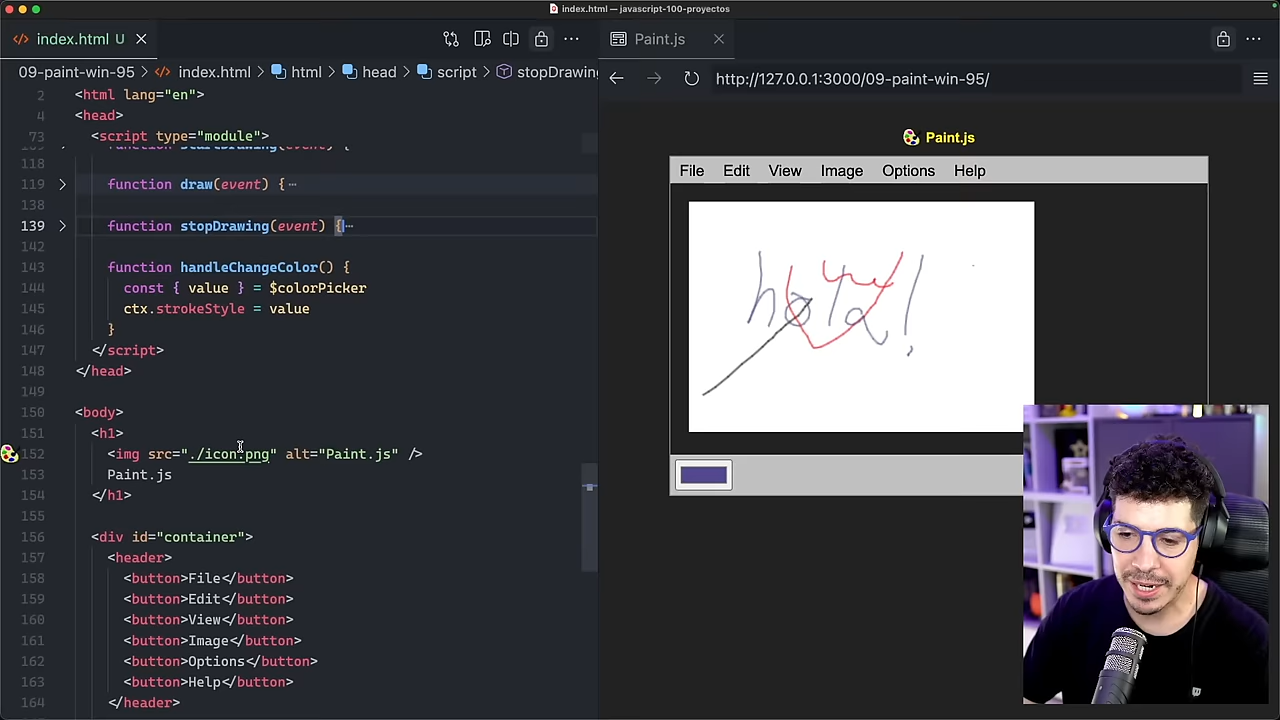 index.html — javascript-100-proyectos
index.html U
09-paint-win-95 > index.html > html > head > script > stopDrawing
2 <html lang="en">
4 <head>
73 <script type="module">
118
119 function draw(event) {⋯
138
139 function stopDrawing(event) {⋯
142
143 function handleChangeColor() {
144 const { value } = $colorPicker
145 ctx.strokeStyle = value
146 }
147 </script>
148 </head>
149
150 <body>
151 <h1>
152 <img src="./icon.png" alt="Paint.js" />
153 Paint.js
154 </h1>
155
156 <div id="container">
157 <header>
158 <button>File</button>
159 <button>Edit</button>
160 <button>View</button>
161 <button>Image</button>
162 <button>Options</button>
163 <button>Help</button>
164 </header>
Paint.js
http://127.0.0.1:3000/09-paint-win-95/
Paint.js
File Edit View Image Options Help
hola!